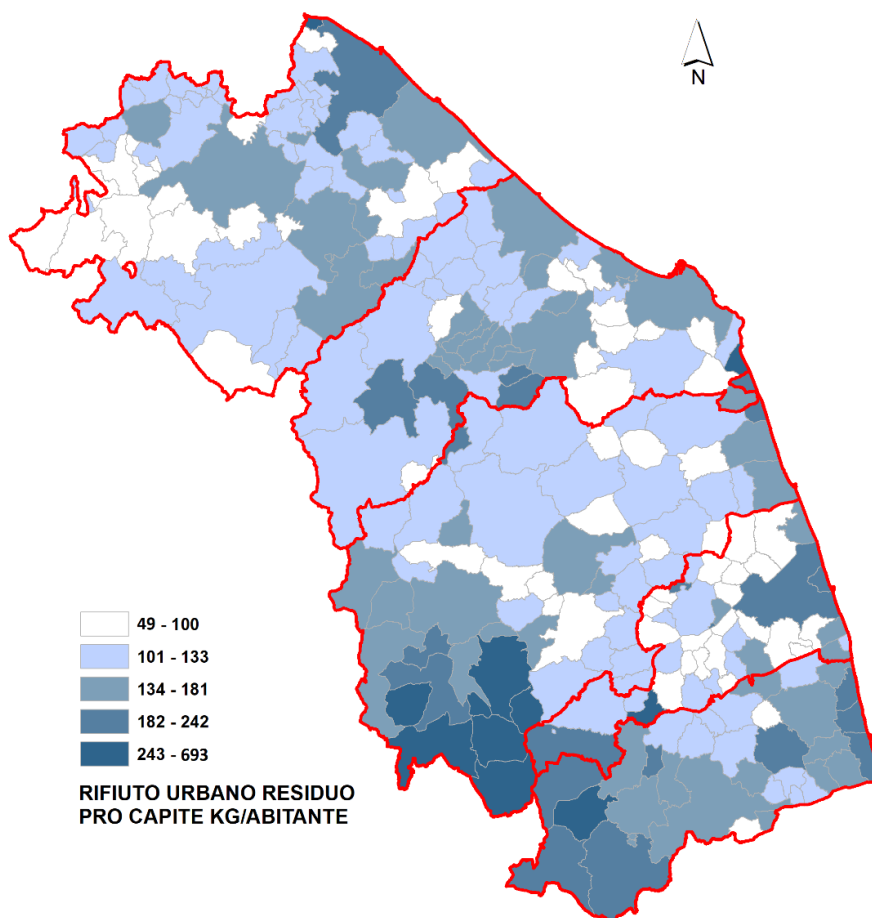 N
49 - 100
101 - 133
134 - 181
182 - 242
243 - 693
RIFIUTO URBANO RESIDUO
PRO CAPITE KG/ABITANTE